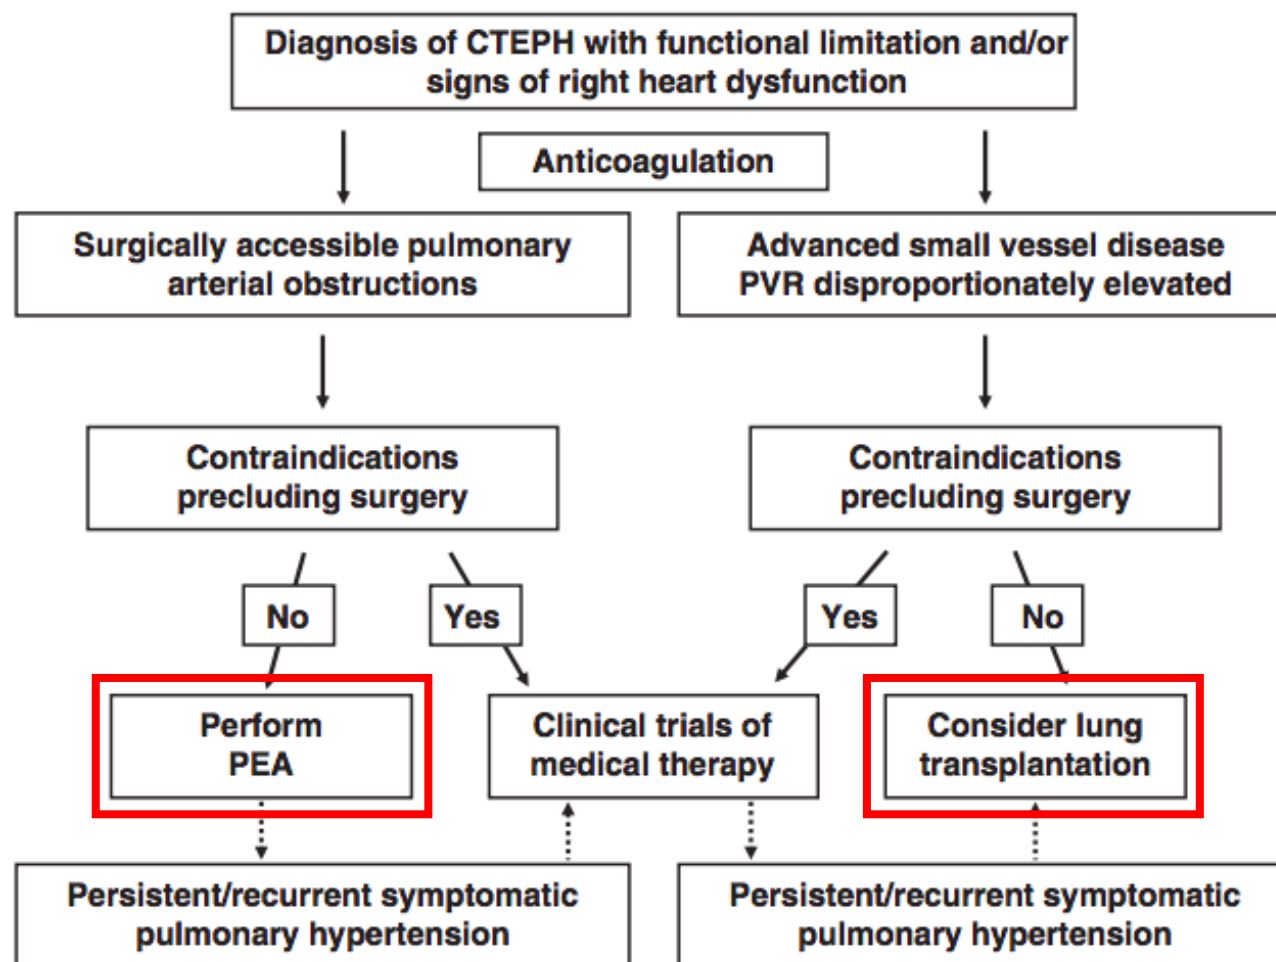 Diagnosis of CTEPH with functional limitation and/or
signs of right heart dysfunction
Anticoagulation
Surgically accessible pulmonary
arterial obstructions
Advanced small vessel disease
PVR disproportionately elevated
Contraindications
precluding surgery
Contraindications
precluding surgery
No
Yes
Yes
No
Perform
PEA
Clinical trials of
medical therapy
Consider lung
transplantation
Persistent/recurrent symptomatic
pulmonary hypertension
Persistent/recurrent symptomatic
pulmonary hypertension